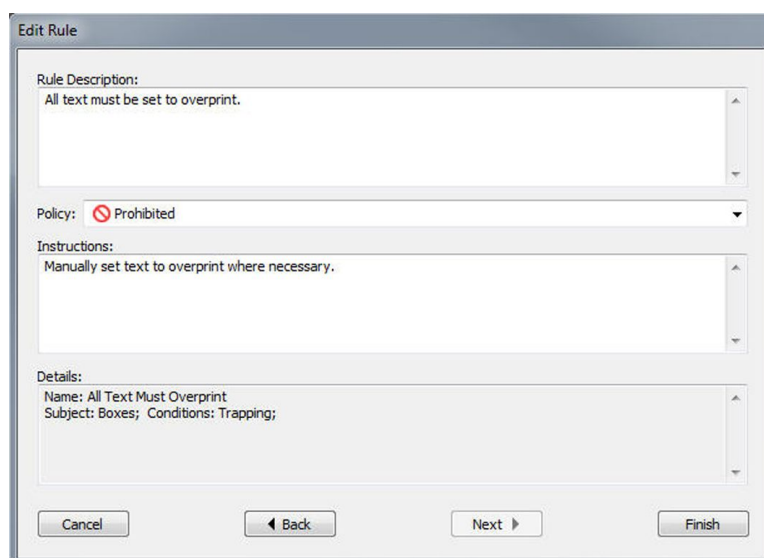 Edit Rule
Rule Description:
All text must be set to overprint.
Policy: Prohibited
Instructions:
Manually set text to overprint where necessary.
Details:
Name: All Text Must Overprint
Subject: Boxes;  Conditions: Trapping;
Cancel Back Next Finish